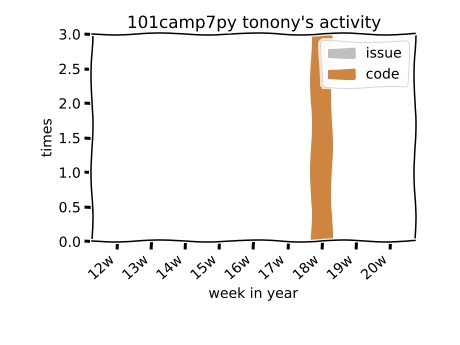 101camp7py tonony's activity
3.0
2.5
2.0
1.5
1.0
0.5
0.0
times
issue
code
12w 13w 14w 15w 16w 17w 18w 19w 20w
week in year